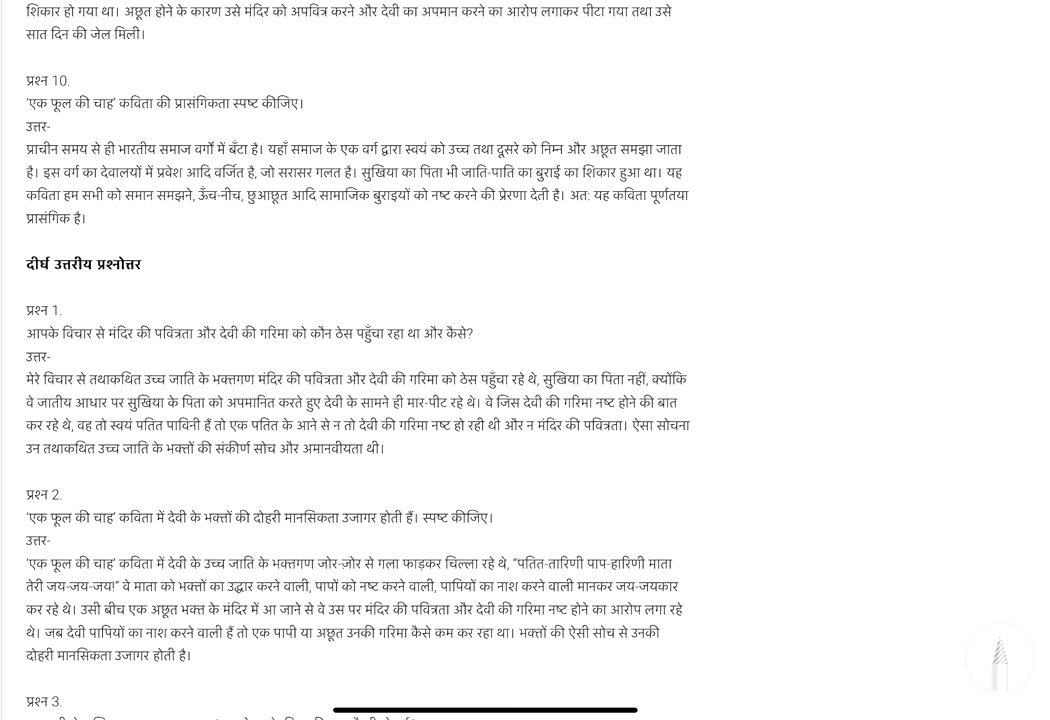 शिकार हो गया था। अछूत होने के कारण उसे मंदिर को अपवित्र करने और देवी का अपमान करने का आरोप लगाकर पीटा गया तथा उसे
सात दिन की जेल मिली।
प्रश्न 10.
‘एक फूल की चाह’ कविता की प्रासंगिकता स्पष्ट कीजिए।
उत्तर-
प्राचीन समय से ही भारतीय समाज वर्गों में बँटा है। यहाँ समाज के एक वर्ग द्वारा स्वयं को उच्च तथा दूसरे को निम्न और अछूत समझा जाता
है। इस वर्ग का देवालयों में प्रवेश आदि वर्जित है, जो सरासर गलत है। सुखिया का पिता भी जाति-पाति का बुराई का शिकार हुआ था। यह
कविता हम सभी को समान समझने, ऊँच-नीच, छुआछूत आदि सामाजिक बुराइयों को नष्ट करने की प्रेरणा देती है। अत: यह कविता पूर्णतया
प्रासंगिक है।
दीर्घ उत्तरीय प्रश्नोत्तर
प्रश्न 1.
आपके विचार से मंदिर की पवित्रता और देवी की गरिमा को कौन ठेस पहुँचा रहा था और कैसे?
उत्तर-
मेरे विचार से तथाकथित उच्च जाति के भक्तगण मंदिर की पवित्रता और देवी की गरिमा को ठेस पहुँचा रहे थे, सुखिया का पिता नहीं, क्योंकि
वे जातीय आधार पर सुखिया के पिता को अपमानित करते हुए देवी के सामने ही मार-पीट रहे थे। वे जिस देवी की गरिमा नष्ट होने की बात
कर रहे थे, वह तो स्वयं पतित पाविनी हैं तो एक पतित के आने से न तो देवी की गरिमा नष्ट हो रही थी और न मंदिर की पवित्रता। ऐसा सोचना
उन तथाकथित उच्च जाति के भक्तों की संकीर्ण सोच और अमानवीयता थी।
प्रश्न 2.
‘एक फूल की चाह’ कविता में देवी के भक्तों की दोहरी मानसिकता उजागर होती हैं। स्पष्ट कीजिए।
उत्तर-
‘एक फूल की चाह’ कविता में देवी के उच्च जाति के भक्तगण जोर-ज़ोर से गला फाड़कर चिल्ला रहे थे, “पतित-तारिणी पाप-हारिणी माता
तेरी जय-जय-जय!” वे माता को भक्तों का उद्धार करने वाली, पापों को नष्ट करने वाली, पापियों का नाश करने वाली मानकर जय-जयकार
कर रहे थे। उसी बीच एक अछूत भक्त के मंदिर में आ जाने से वे उस पर मंदिर की पवित्रता और देवी की गरिमा नष्ट होने का आरोप लगा रहे
थे। जब देवी पापियों का नाश करने वाली हैं तो एक पापी या अछूत उनकी गरिमा कैसे कम कर रहा था। भक्तों की ऐसी सोच से उनकी
दोहरी मानसिकता उजागर होती है।
प्रश्न 3.